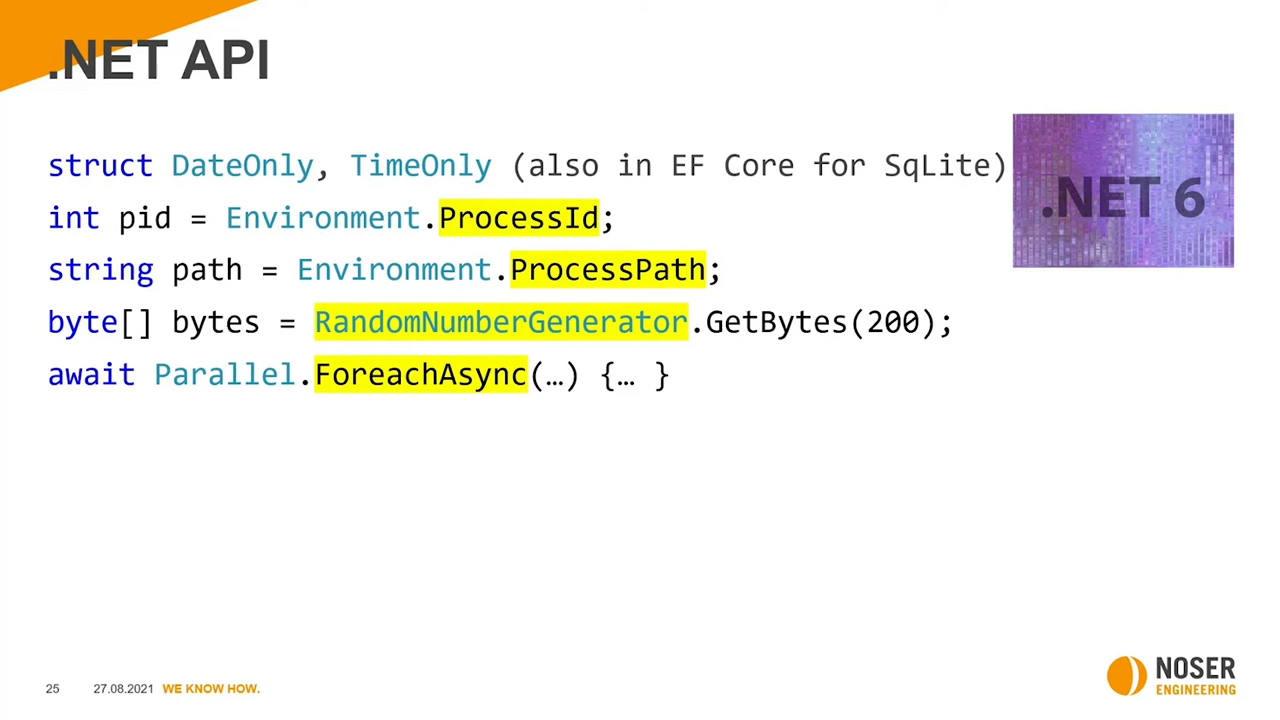 .NET API
struct DateOnly, TimeOnly (also in EF Core for SqLite)
.NET 6
int pid = Environment.ProcessId;
string path = Environment.ProcessPath;
byte[] bytes = RandomNumberGenerator.GetBytes(200);
await Parallel.ForeachAsync(…) {… }
25 27.08.2021 WE KNOW HOW.
NOSER
ENGINEERING